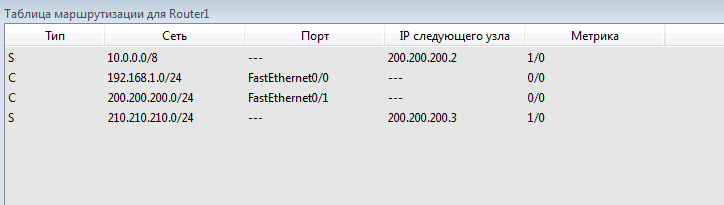 Таблица маршрутизации для Router1
Тип Сеть Порт IP следующего узла Метрика
S 10.0.0.0/8 --- 200.200.200.2 1/0
C 192.168.1.0/24 FastEthernet0/0 --- 0/0
C 200.200.200.0/24 FastEthernet0/1 --- 0/0
S 210.210.210.0/24 --- 200.200.200.3 1/0